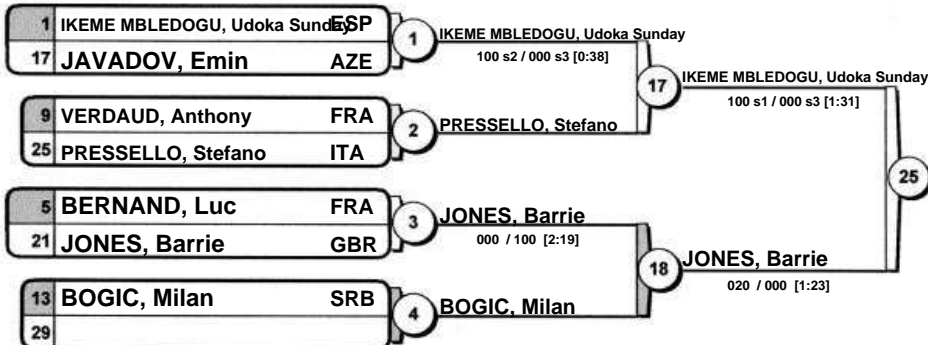 1 IKEME MBLEDOGU, Udoka Sunday ESP
17 JAVADOV, Emin AZE
1
IKEME MBLEDOGU, Udoka Sunday
100 s2 / 000 s3 [0:38]
9 VERDAUD, Anthony FRA
25 PRESSELLO, Stefano ITA
2
PRESSELLO, Stefano
17
IKEME MBLEDOGU, Udoka Sunday
100 s1 / 000 s3 [1:31]
5 BERNAND, Luc FRA
21 JONES, Barrie GBR
3
JONES, Barrie
000 / 100 [2:19]
13 BOGIC, Milan SRB
29
4
BOGIC, Milan
18
JONES, Barrie
020 / 000 [1:23]
25